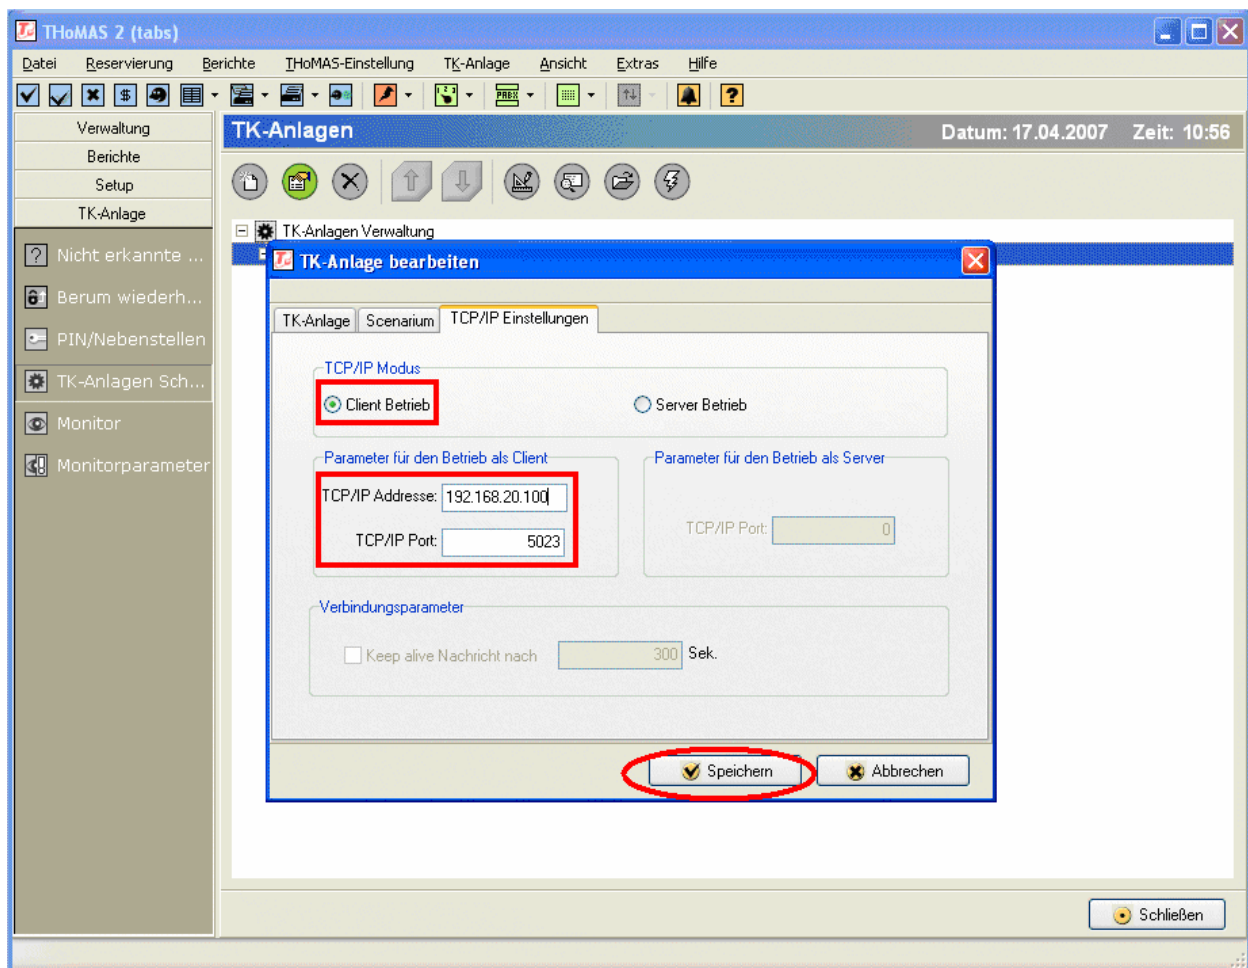 THoMAS 2 (tabs)
Datei Reservierung Berichte THoMAS-Einstellung TK-Anlage Ansicht Extras Hilfe
PABX
Verwaltung
Berichte
Setup
TK-Anlage
Nicht erkannte ...
Berum wiederh...
PIN/Nebenstellen
TK-Anlagen Sch...
Monitor
Monitorparameter
TK-Anlagen Datum: 17.04.2007 Zeit: 10:56
TK-Anlagen Verwaltung
TK-Anlage bearbeiten
TK-Anlage Scenarium TCP/IP Einstellungen
TCP/IP Modus
Client Betrieb Server Betrieb
Parameter für den Betrieb als Client
TCP/IP Addresse: 192.168.20.100
TCP/IP Port: 5023
Parameter für den Betrieb als Server
TCP/IP Port: 0
Verbindungsparameter
Keep alive Nachricht nach 300 Sek.
Speichern Abbrechen
Schließen